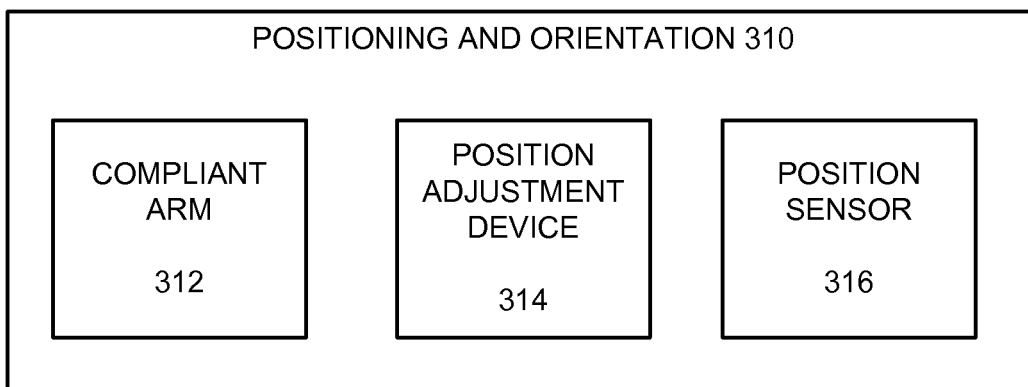 POSITIONING AND ORIENTATION 310
COMPLIANT
ARM
312
POSITION
ADJUSTMENT
DEVICE
314
POSITION
SENSOR
316